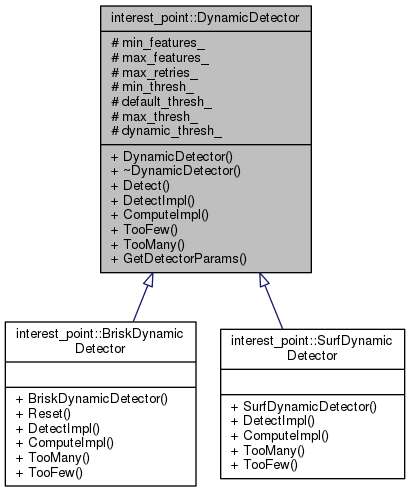 interest_point::DynamicDetector
# min_features_
# max_features_
# max_retries_
# min_thresh_
# default_thresh_
# max_thresh_
# dynamic_thresh_
+ DynamicDetector()
+ ~DynamicDetector()
+ Detect()
+ DetectImpl()
+ ComputeImpl()
+ TooFew()
+ TooMany()
+ GetDetectorParams()
interest_point::BriskDynamic
Detector
+ BriskDynamicDetector()
+ Reset()
+ DetectImpl()
+ ComputeImpl()
+ TooMany()
+ TooFew()
interest_point::SurfDynamic
Detector
+ SurfDynamicDetector()
+ DetectImpl()
+ ComputeImpl()
+ TooMany()
+ TooFew()